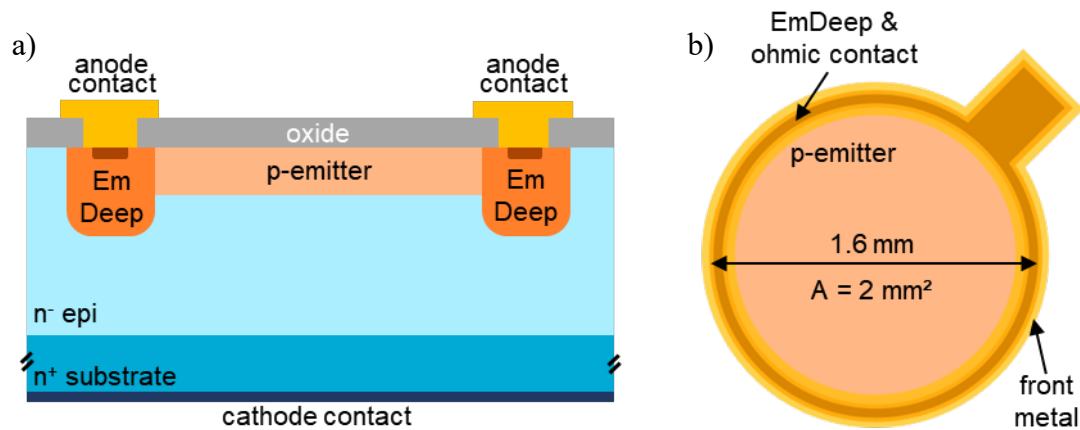 a)
anode
contact
anode
contact
oxide
Em
Deep
p-emitter
Em
Deep
n⁻ epi
n⁺ substrate
cathode contact
b)
EmDeep &
ohmic contact
p-emitter
1.6 mm
A = 2 mm²
front
metal